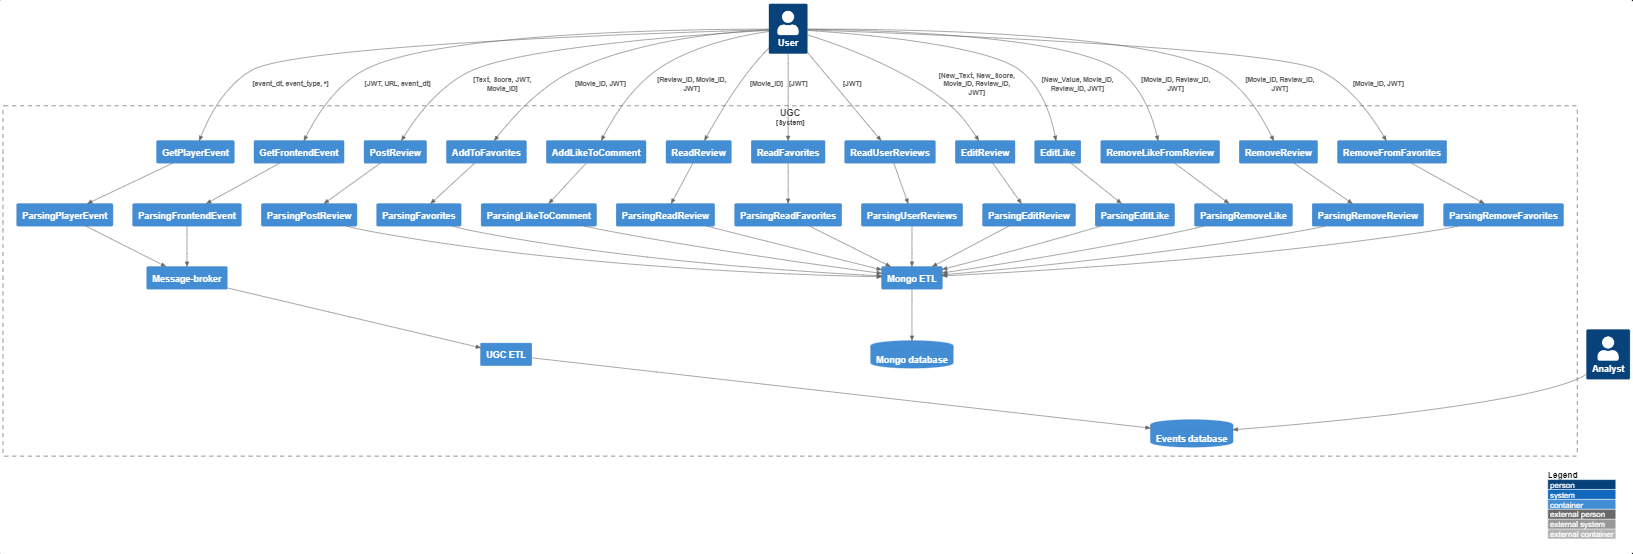 User
[event_dt, event_type, *]
[JWT, URL, event_dt]
[Text, Score, JWT,
Movie_ID]
[Movie_ID, JWT]
[Review_ID, Movie_ID,
JWT]
[Movie_ID]
[JWT]
[JWT]
[New_Text, New_Score,
Movie_ID, Review_ID,
JWT]
[New_Value, Movie_ID,
Review_ID, JWT]
[Movie_ID, Review_ID,
JWT]
[Movie_ID, Review_ID,
JWT]
[Movie_ID, JWT]
UGC
[System]
GetPlayerEvent
GetFrontendEvent
PostReview
AddToFavorites
AddLikeToComment
ReadReview
ReadFavorites
ReadUserReviews
EditReview
EditLike
RemoveLikeFromReview
RemoveReview
RemoveFromFavorites
ParsingPlayerEvent
ParsingFrontendEvent
ParsingPostReview
ParsingFavorites
ParsingLikeToComment
ParsingReadReview
ParsingReadFavorites
ParsingUserReviews
ParsingEditReview
ParsingEditLike
ParsingRemoveLike
ParsingRemoveReview
ParsingRemoveFavorites
Message-broker
Mongo ETL
UGC ETL
Mongo database
Analyst
Events database
Legend
person
system
container
external person
external system
external container